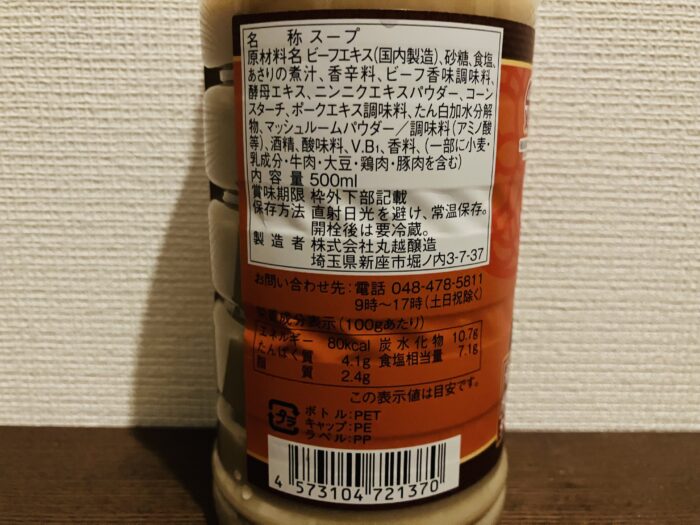 名称 スープ
原材料名 ビーフエキス(国内製造)、砂糖、食塩、
あさりの煮汁、香辛料、ビーフ香味調味料、
酵母エキス、ニンニクエキスパウダー、コーン
スターチ、ポークエキス調味料、たん白加水分解
物、マッシュルームパウダー/調味料(アミノ酸
等)、酒精、酸味料、V.B₁、香料、(一部に小麦・
乳成分・牛肉・大豆・鶏肉・豚肉を含む)
内容量 500ml
賞味期限 枠外下部記載
保存方法 直射日光を避け、常温保存。
開栓後は要冷蔵。
製造者 株式会社丸越醸造
埼玉県新座市堀ノ内3-7-37
お問い合わせ先:電話 048-478-5811
9時〜17時(土日祝除く)
栄養成分表示(100gあたり)
エネルギー 80kcal 炭水化物 10.7g
たんぱく質 4.1g 食塩相当量 7.1g
脂質 2.4g
この表示値は目安です。
プラ
ボトル:PET
キャップ:PE
ラベル:PP
4 573104 721370